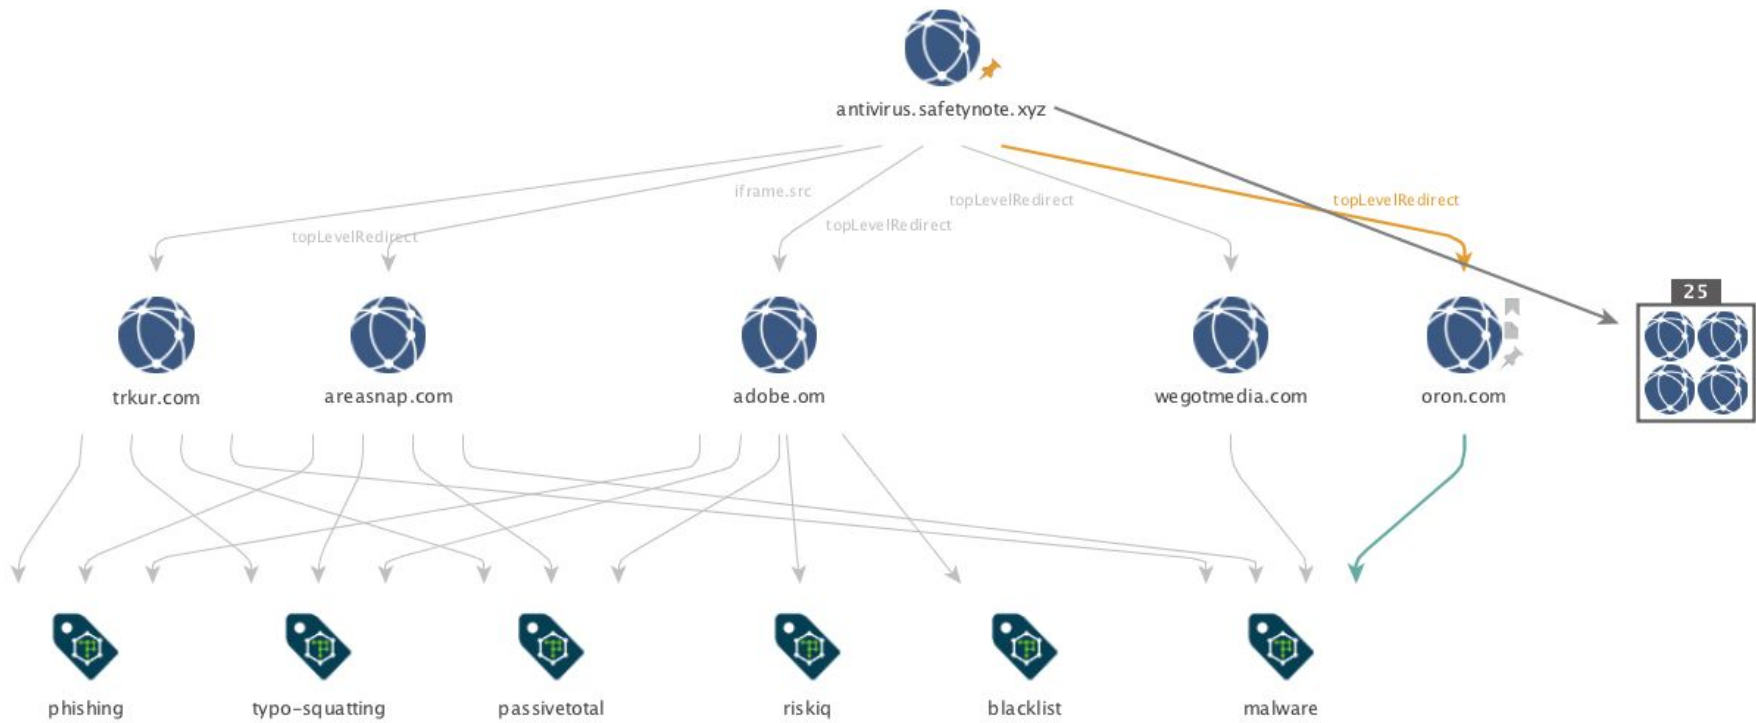 antivirus.safetynote.xyz
iframe.src
topLevelRedirect
topLevelRedirect
topLevelRedirect
topLevelRedirect
25
trkur.com
areasnap.com
adobe.om
wegotmedia.com
oron.com
phishing
typo-squatting
passivetotal
riskiq
blacklist
malware